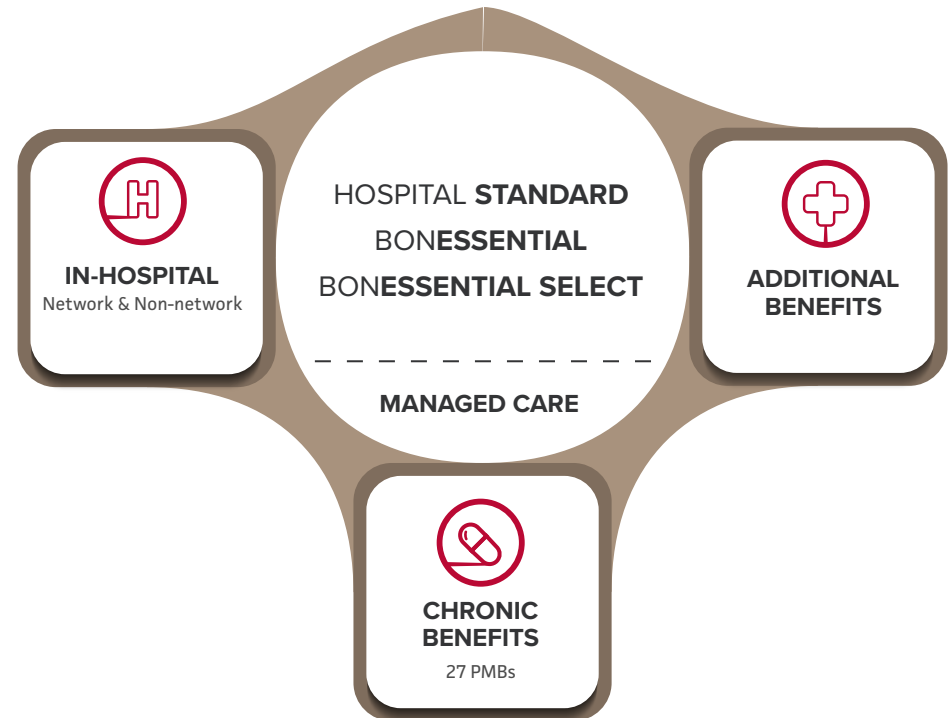 HOSPITAL STANDARD
BONESSENTIAL
BONESSENTIAL SELECT
MANAGED CARE
IN-HOSPITAL
Network & Non-network
ADDITIONAL
BENEFITS
CHRONIC
BENEFITS
27 PMBs